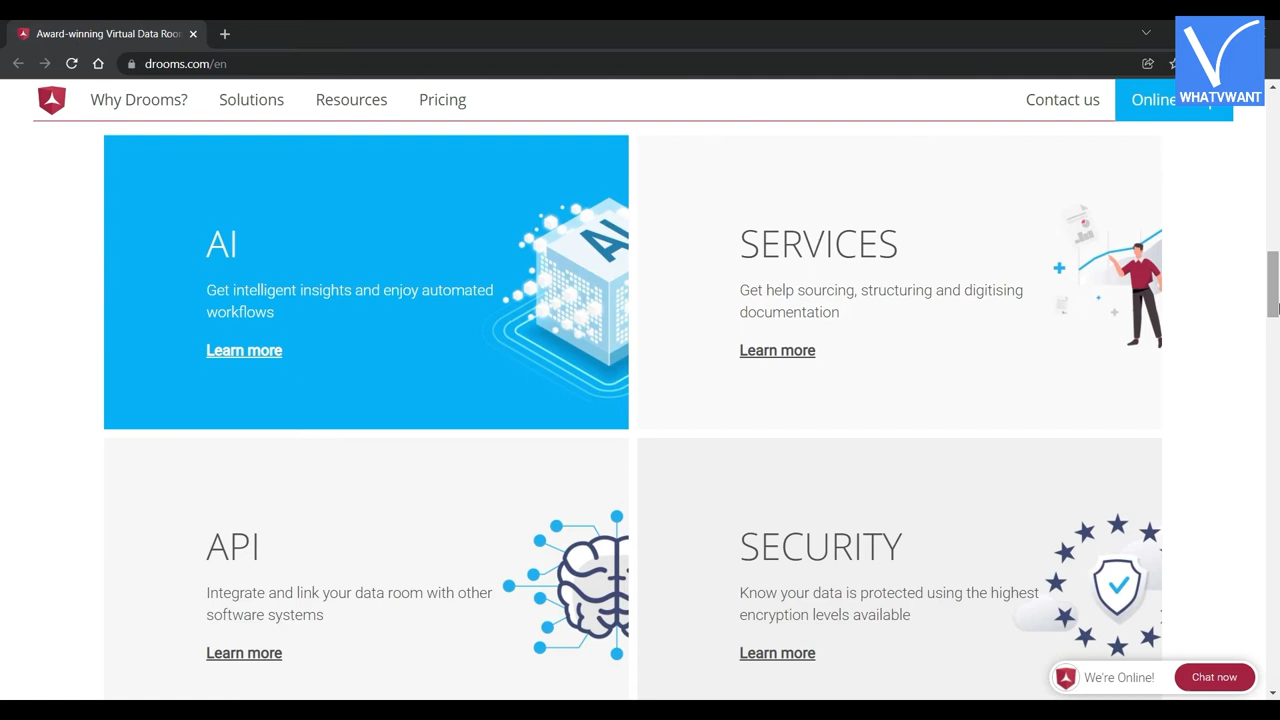 Award-winning Virtual Data Roo
drooms.com/en
WHATVWANT
Why Drooms?
Solutions
Resources
Pricing
Contact us
Online
AI
Get intelligent insights and enjoy automated
workflows
Learn more
SERVICES
Get help sourcing, structuring and digitising
documentation
Learn more
AI
API
Integrate and link your data room with other
software systems
Learn more
SECURITY
Know your data is protected using the highest
encryption levels available
Learn more
We're Online!
Chat now